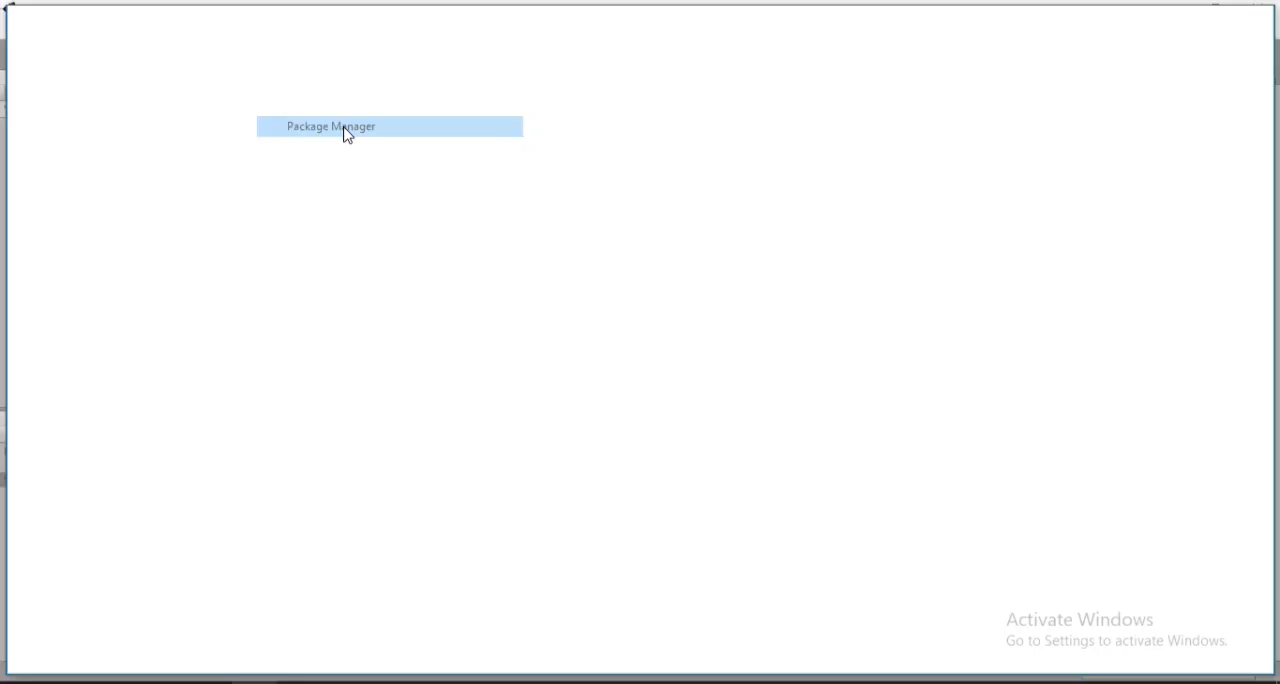 Package Manager
Activate Windows
Go to Settings to activate Windows.